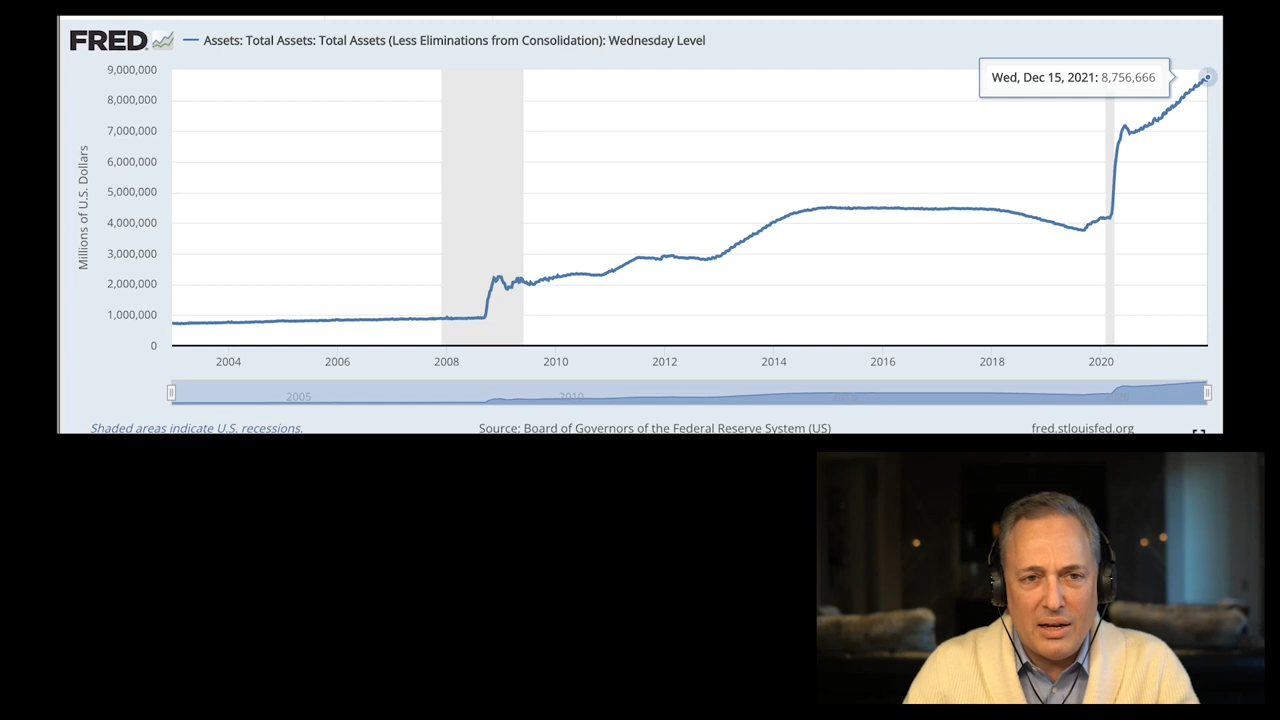 FRED
Assets: Total Assets: Total Assets (Less Eliminations from Consolidation): Wednesday Level
9,000,000
8,000,000
7,000,000
6,000,000
5,000,000
4,000,000
3,000,000
2,000,000
1,000,000
0
Millions of U.S. Dollars
Wed, Dec 15, 2021: 8,756,666
2004 2006 2008 2010 2012 2014 2016 2018 2020
2005 2010
Shaded areas indicate U.S. recessions. Source: Board of Governors of the Federal Reserve System (US) fred.stlouisfed.org